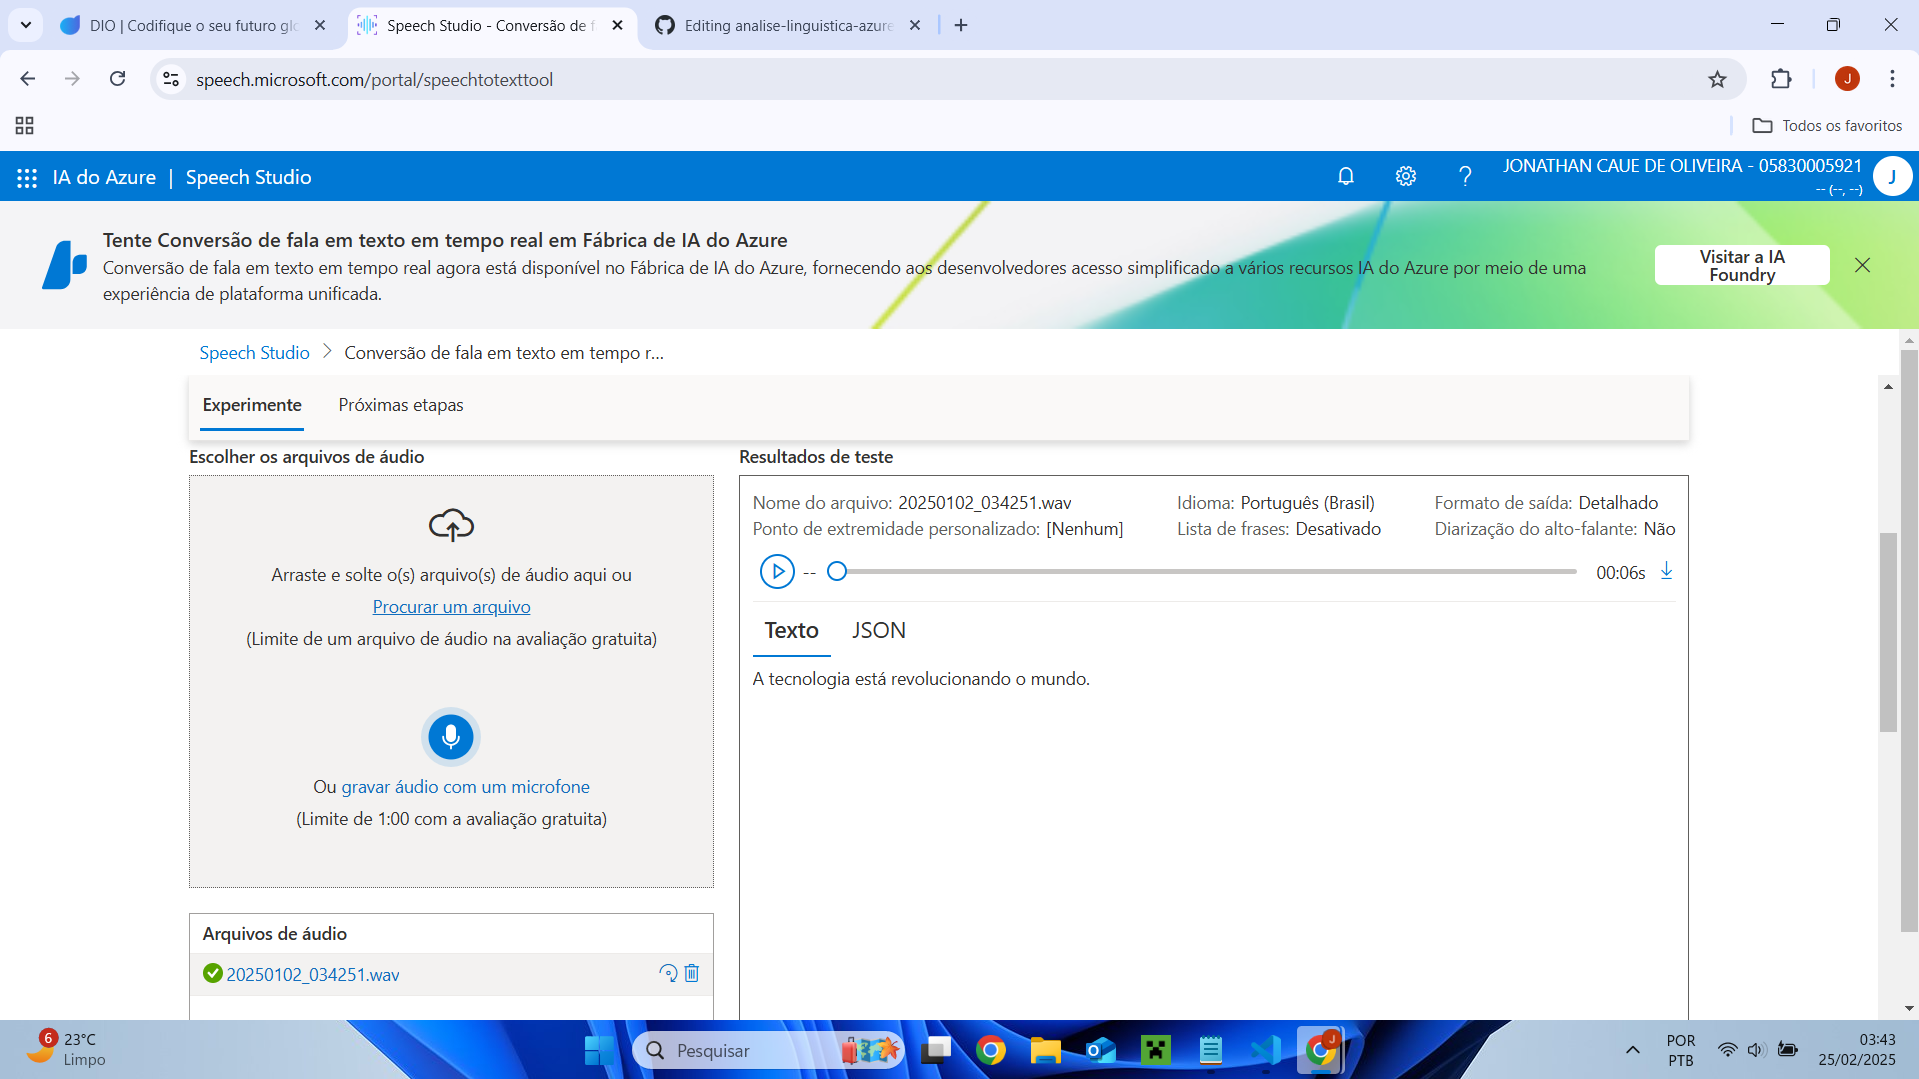 DIO | Codifique o seu futuro glo
Speech Studio - Conversão de f
Editing analise-linguistica-azure
speech.microsoft.com/portal/speechtotexttool
J
Todos os favoritos
IA do Azure | Speech Studio
JONATHAN CAUE DE OLIVEIRA - 05830005921
-- (--, --)
J
Tente Conversão de fala em texto em tempo real em Fábrica de IA do Azure
Conversão de fala em texto em tempo real agora está disponível no Fábrica de IA do Azure, fornecendo aos desenvolvedores acesso simplificado a vários recursos IA do Azure por meio de uma
experiência de plataforma unificada.
Visitar a IA
Foundry
Speech Studio > Conversão de fala em texto em tempo r...
Experimente
Próximas etapas
Escolher os arquivos de áudio
Arraste e solte o(s) arquivo(s) de áudio aqui ou
Procurar um arquivo
(Limite de um arquivo de áudio na avaliação gratuita)
Ou gravar áudio com um microfone
(Limite de 1:00 com a avaliação gratuita)
Arquivos de áudio
20250102_034251.wav
Resultados de teste
Nome do arquivo: 20250102_034251.wav
Idioma: Português (Brasil)
Formato de saída: Detalhado
Ponto de extremidade personalizado: [Nenhum]
Lista de frases: Desativado
Diarização do alto-falante: Não
--
00:06s
Texto
JSON
A tecnologia está revolucionando o mundo.
6
23°C
Limpo
Pesquisar
J
POR
PTB
03:43
25/02/2025